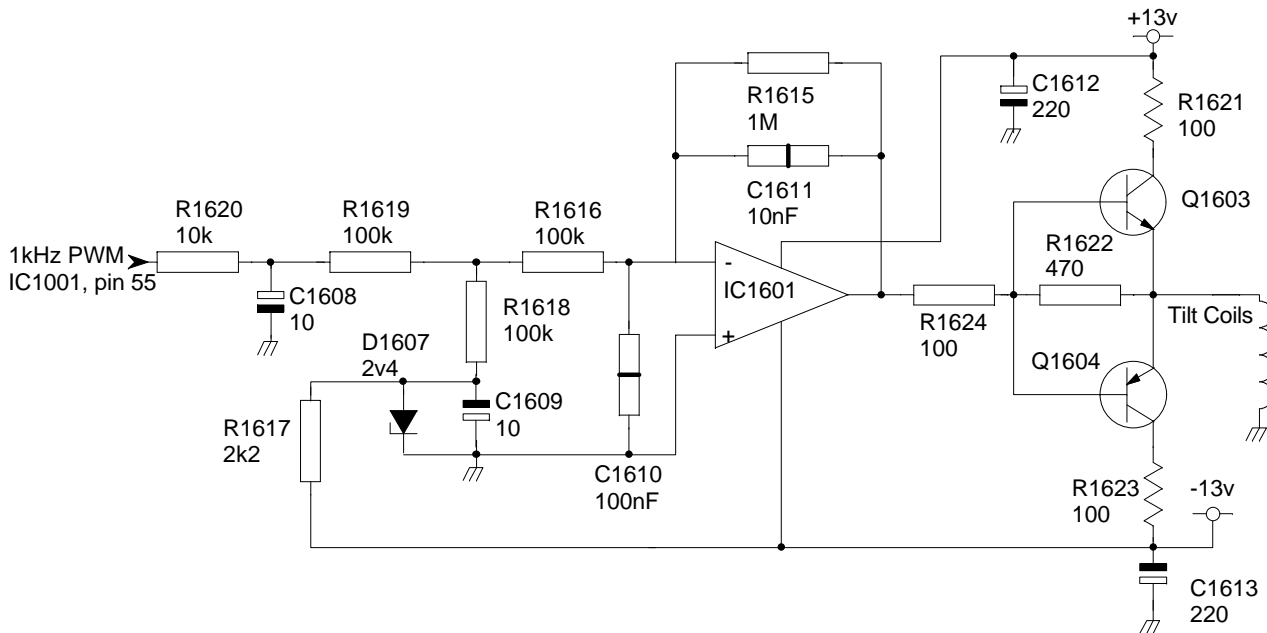 +13v
C1612
220
R1621
100
R1615
1M
C1611
10nF
Q1603
R1620
10k
R1619
100k
R1616
100k
1kHz PWM
IC1001, pin 55
C1608
10
R1618
100k
-
+
IC1601
R1622
470
R1624
100
Tilt Coils
D1607
2v4
Q1604
C1609
10
R1617
2k2
C1610
100nF
R1623
100
-13v
C1613
220